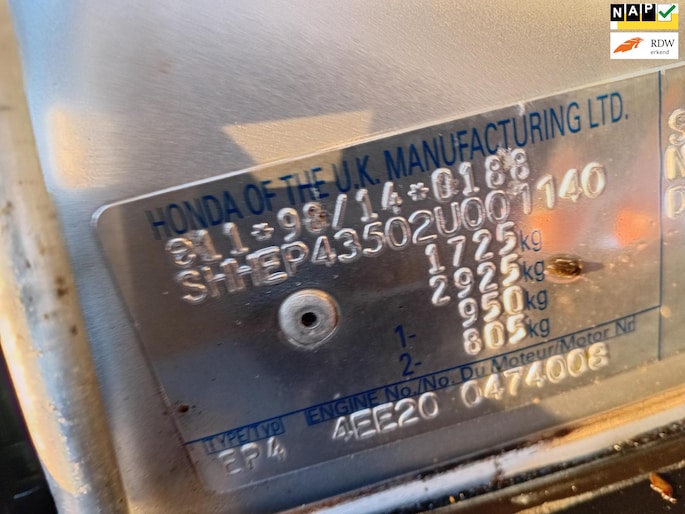 NAP
RDW
erkend
HONDA OF THE U.K. MANUFACTURING LTD.
e11*98/14*0188
SHHEP43502U001140
1725kg
2925kg
1- 950kg
2- 805kg
ENGINE No./No. Du Moteur/Motor Nd
TYPE/TYP
EP4 4EE20 0474008